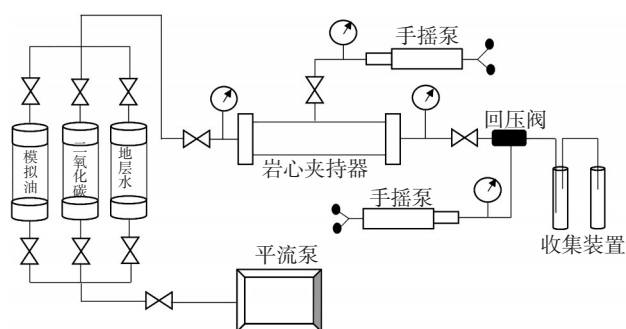 手摇泵
回压阀
模拟油
二氧化碳
地层水
岩心夹持器
手摇泵
收集装置
平流泵